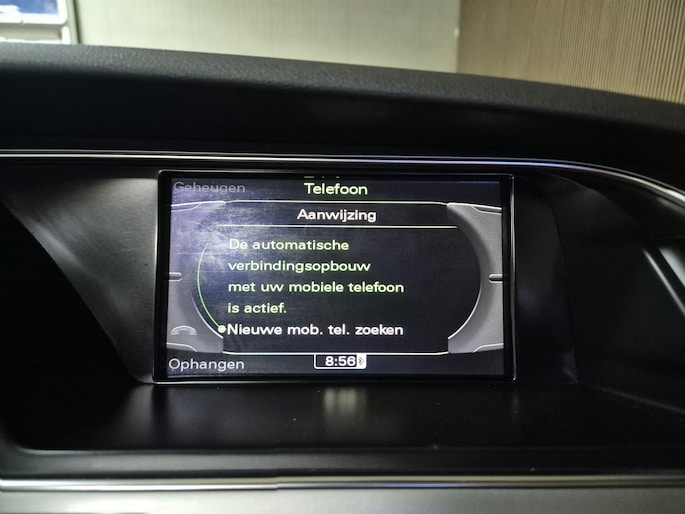 Geheugen
Telefoon
Aanwijzing
De automatische
verbindingsopbouw
met uw mobiele telefoon
is actief.
Nieuwe mob. tel. zoeken
Ophangen
8:56